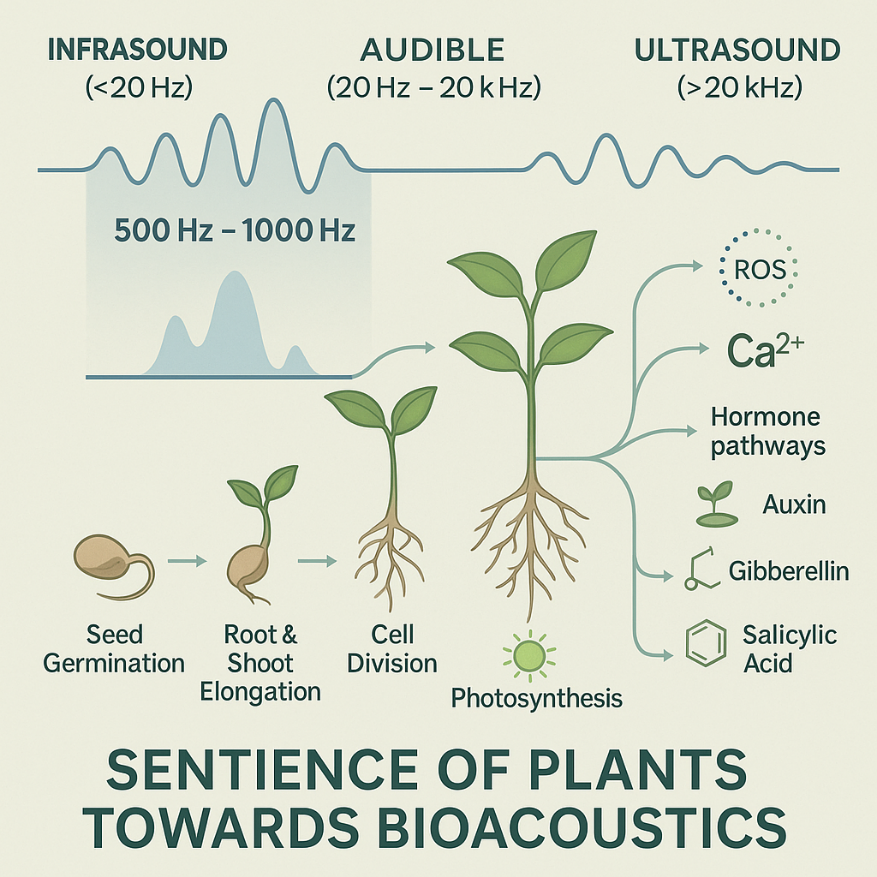 INFRASOUND
(<20 Hz)
AUDIBLE
(20 Hz – 20 kHz)
ULTRASOUND
(>20 kHz)
500 Hz – 1000 Hz
ROS
Ca²⁺
Hormone
pathways
Auxin
Gibberellin
Salicylic
Acid
Seed
Germination
Root &
Shoot
Elongation
Cell
Division
Photosynthesis
SENTIENCE OF PLANTS
TOWARDS BIOACOUSTICS